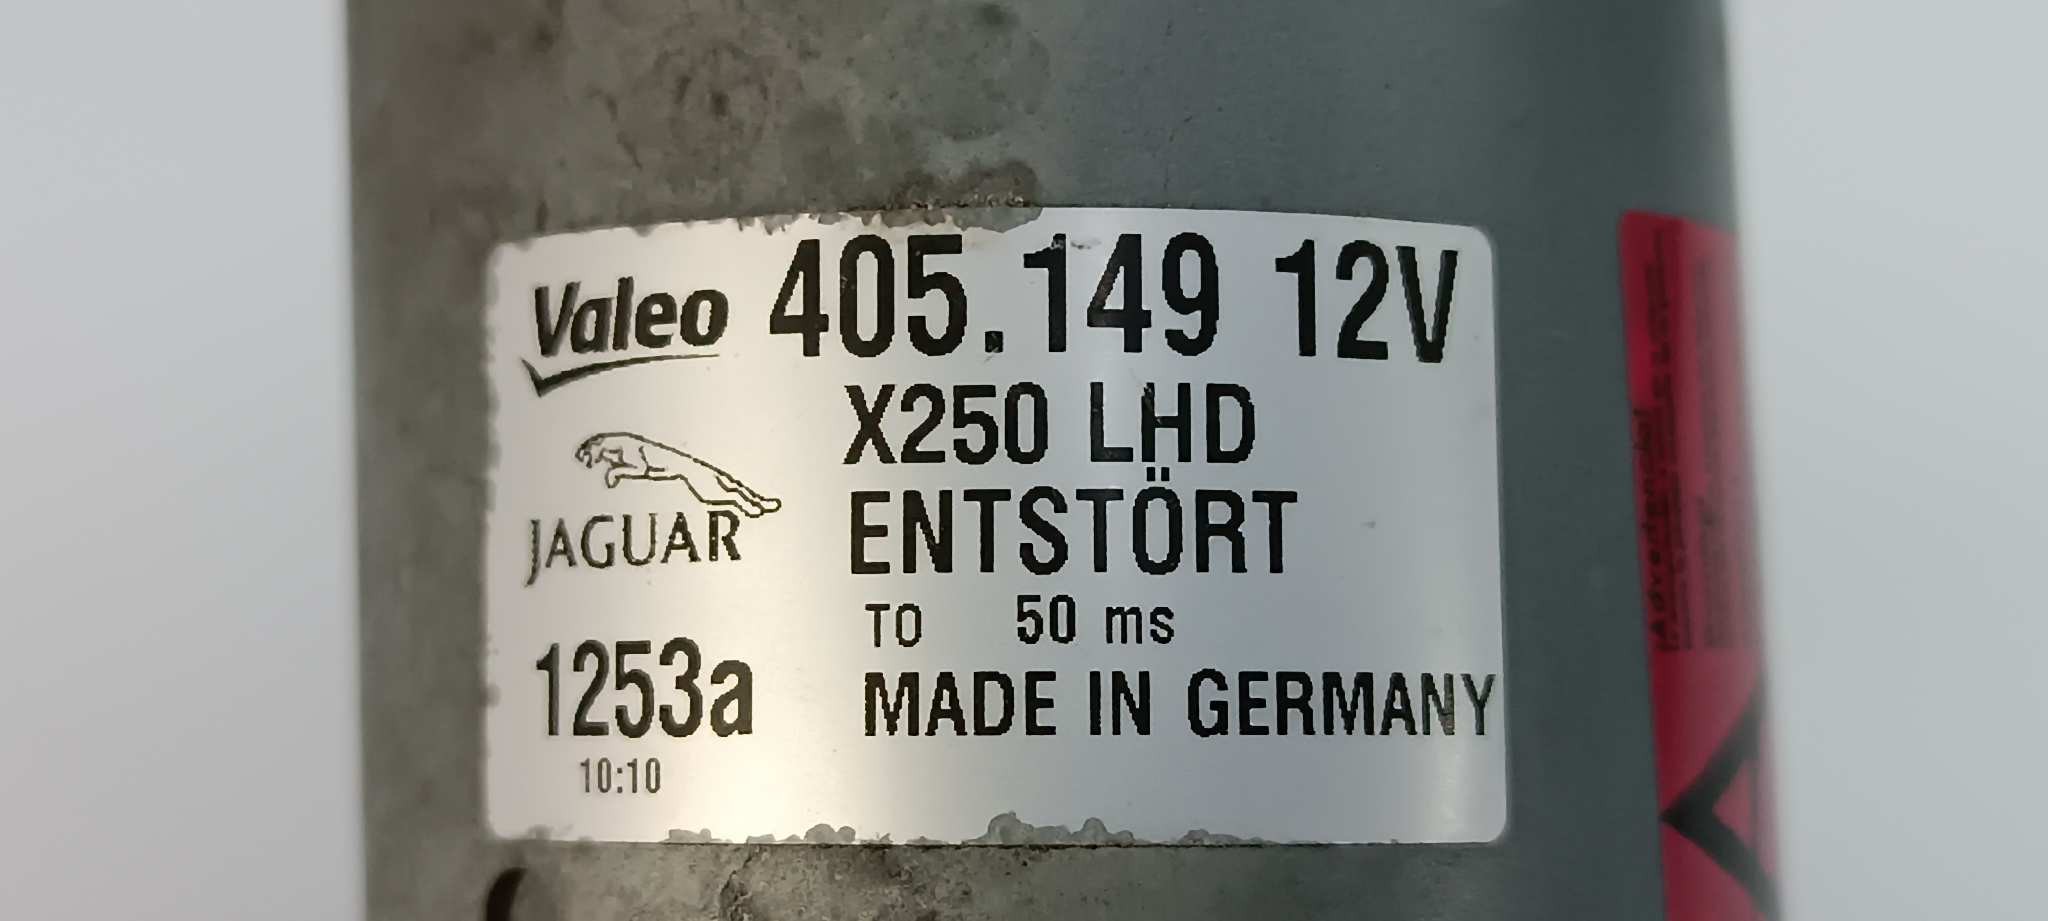 Valeo 405.149 12V
X250 LHD
JAGUAR ENTSTÖRT
TO 50 ms
1253a MADE IN GERMANY
10:10